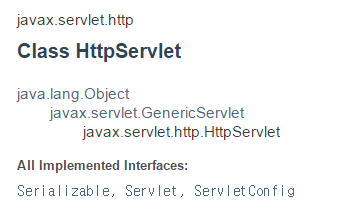 javax.servlet.http
Class HttpServlet
java.lang.Object
javax.servlet.GenericServlet
javax.servlet.http.HttpServlet
All Implemented Interfaces:
Serializable, Servlet, ServletConfig